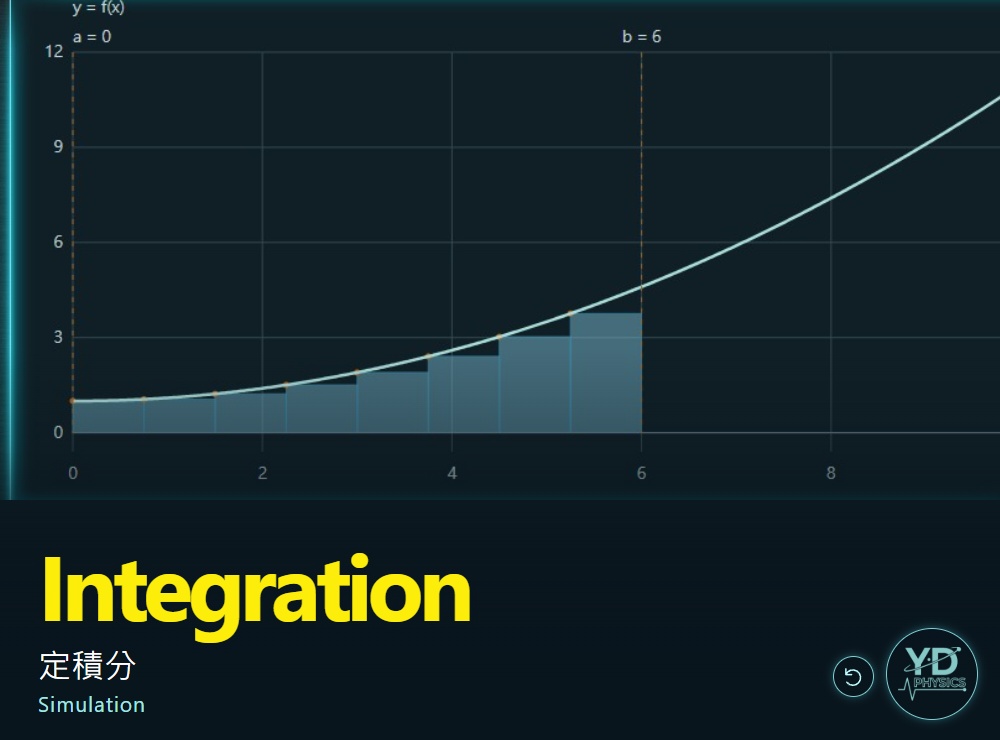 y = f(x)
a = 0
b = 6
12
9
6
3
0
0 2 4 6 8
Integration
定積分
Simulation
YD
PHYSICS